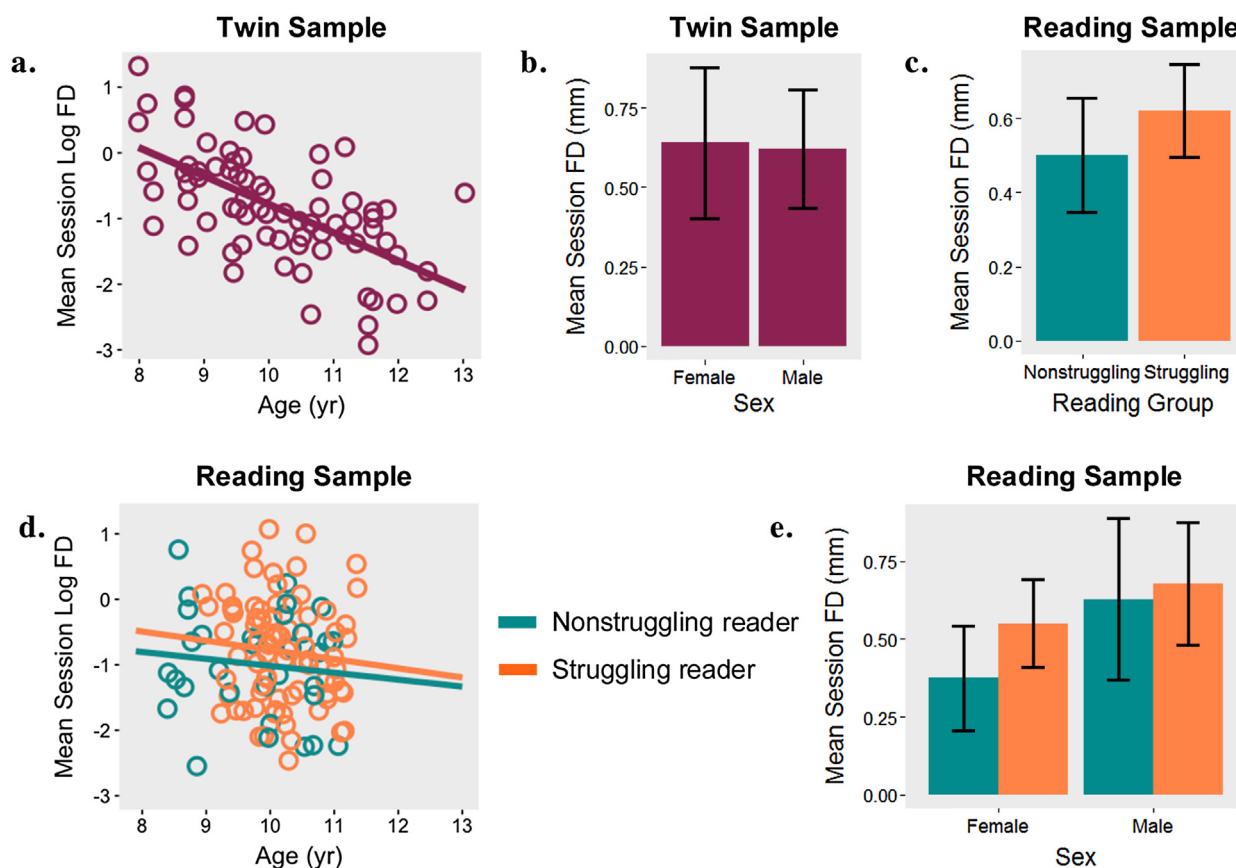 Twin Sample
a.
Mean Session Log FD
1
0
-1
-2
-3
8 9 10 11 12 13
Age (yr)
Twin Sample
b.
Mean Session FD (mm)
0.75
0.50
0.25
0.00
Female Male
Sex
Reading Sample
c.
Mean Session FD (mm)
0.6
0.4
0.2
0.0
Nonstruggling Struggling
Reading Group
Reading Sample
d.
Mean Session Log FD
1
0
-1
-2
-3
8 9 10 11 12 13
Age (yr)
Nonstruggling reader
Struggling reader
Reading Sample
e.
Mean Session FD (mm)
0.75
0.50
0.25
0.00
Female Male
Sex